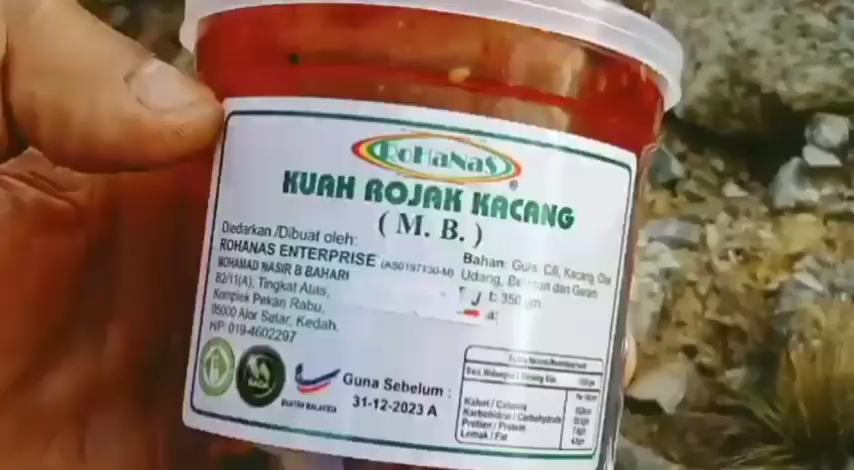 RoHaNaS
®
KUAH ROJAK KACANG
( M. B. )
Diedarkan /Dibuat oleh:
ROHANAS ENTERPRISE (AS0197130-M)
MOHAMAD NASIR B BAHARI
82/11(A), Tingkat Atas,
Komplek Pekan Rabu,
05000 Alor Setar, Kedah.
HP: 019-4602297
Bahan: Gula, Cili, Kacang,
Udang, Belacan dan Garam
350 gm
BUATAN MALAYSIA
Guna Sebelum :
31-12-2023 A
Kalori / Calories
Karbohidrat / Carbohydrate
Protien / Protein
Lemak / Fat